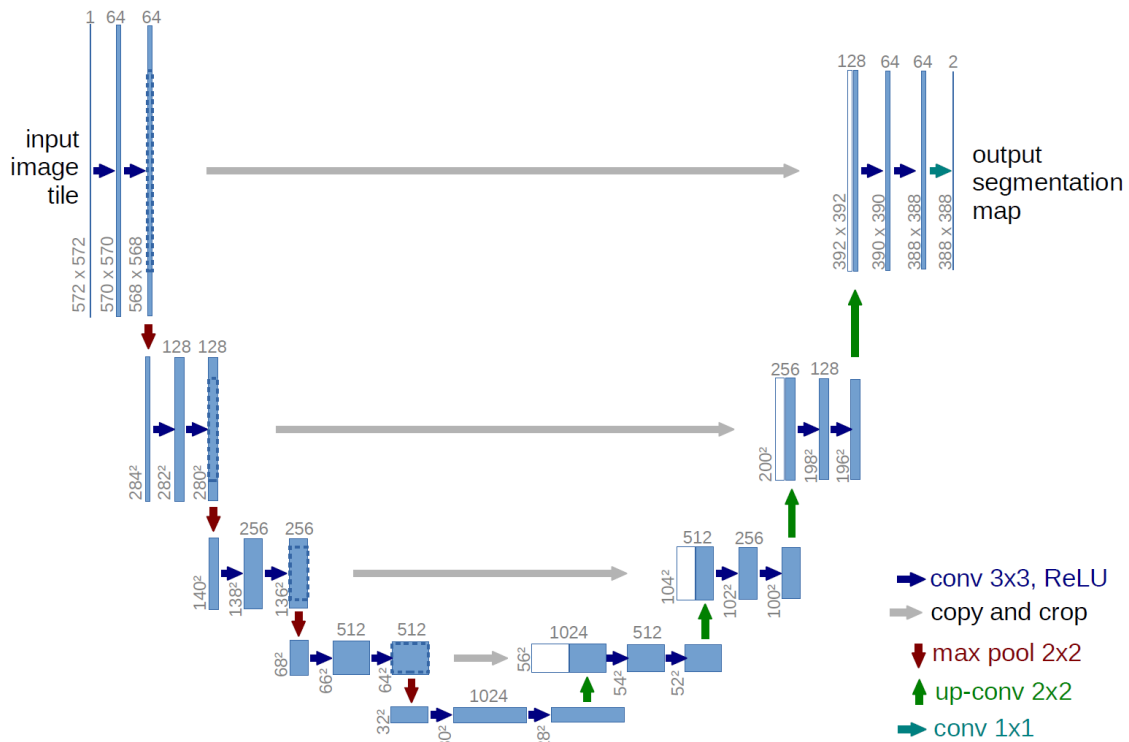 1 64 64
input
image
tile
572 x 572
570 x 570
568 x 568
128 64 64 2
output
segmentation
map
392 x 392
390 x 390
388 x 388
388 x 388
128 128
284²
282²
280²
256 128
200²
198²
196²
256 256
140²
138²
136²
512 256
104²
102²
100²
512 512
68²
66²
64²
1024 512
56²
54²
52²
1024
32²
conv 3x3, ReLU
copy and crop
max pool 2x2
up-conv 2x2
conv 1x1